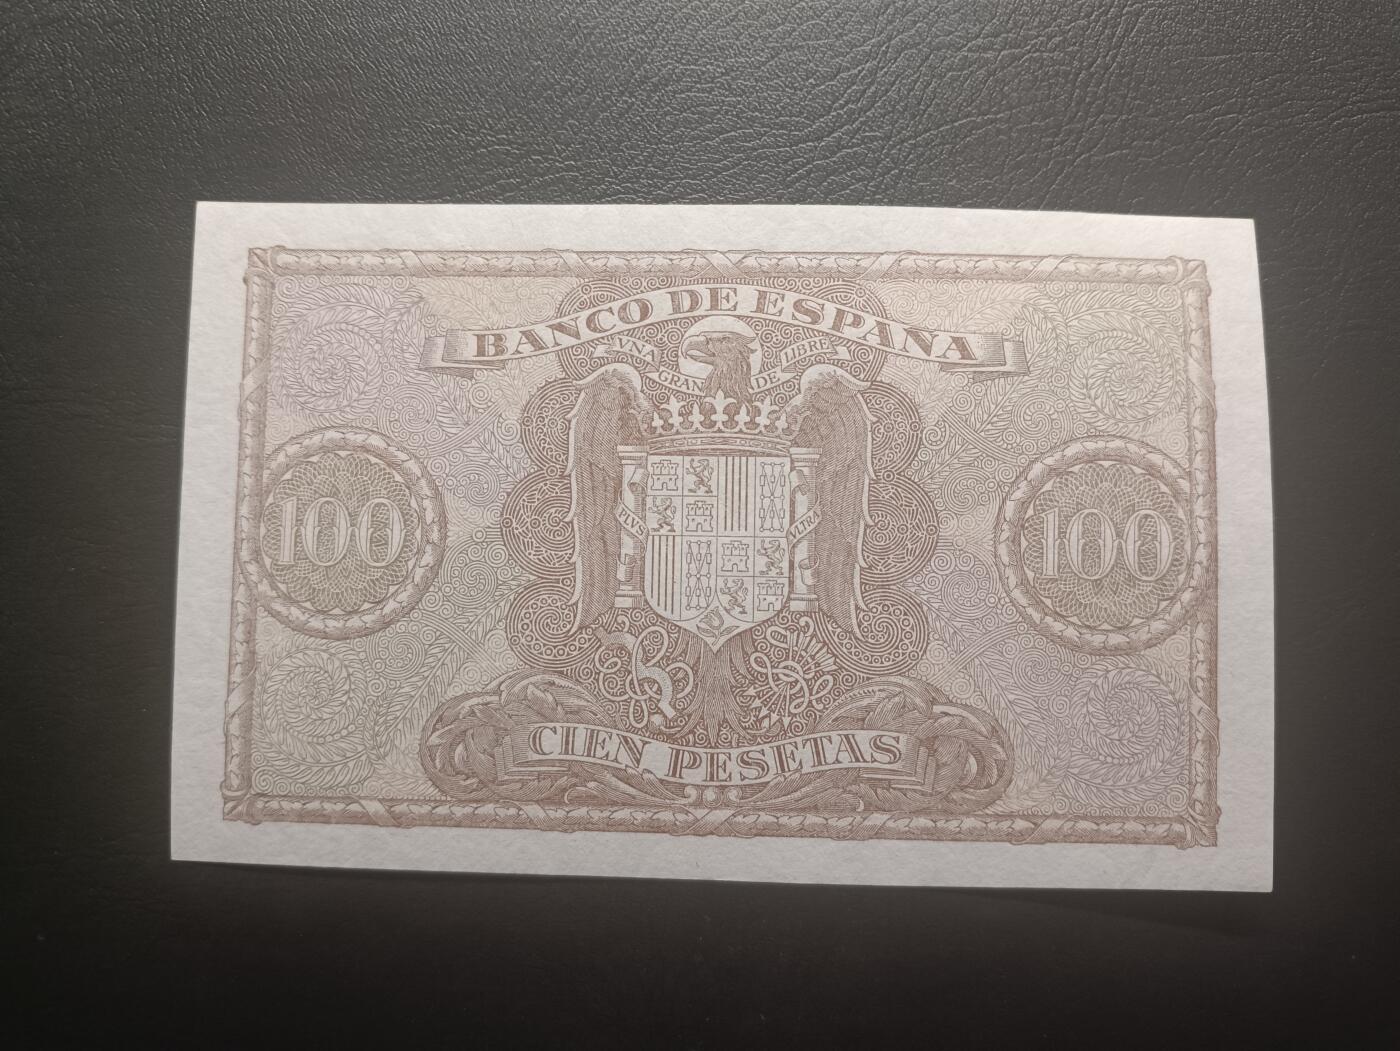 BANCO DE ESPAÑA
VNA GRANDE LIBRE
PLVS VLTRA
100 100
CIEN PESETAS